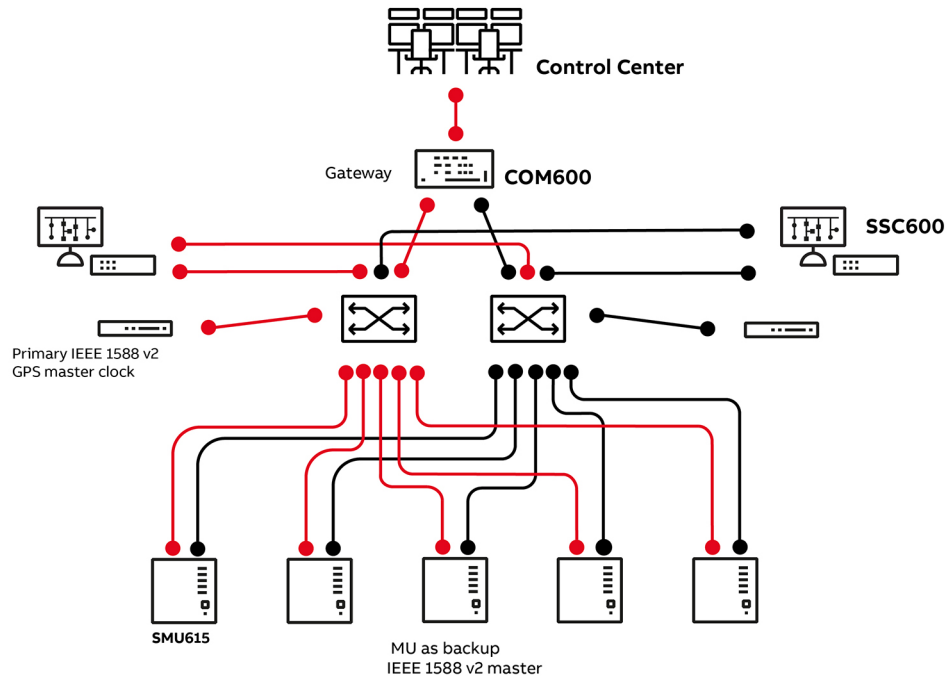 Control Center
Gateway
COM600
SSC600
Primary IEEE 1588 v2
GPS master clock
SMU615
MU as backup
IEEE 1588 v2 master